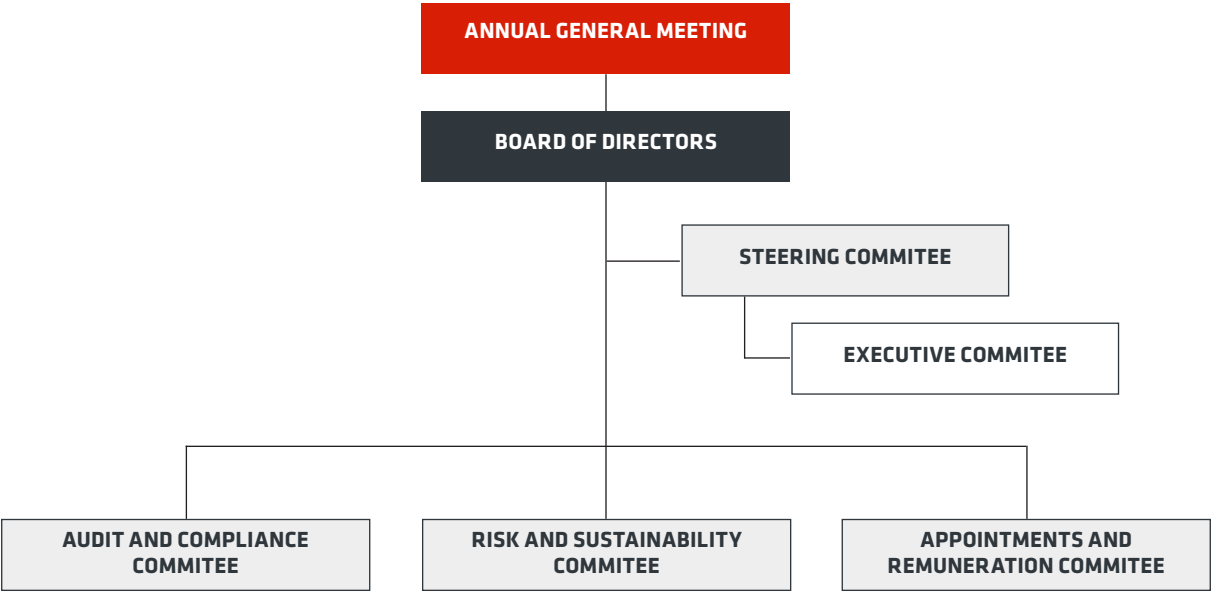 ANNUAL GENERAL MEETING
BOARD OF DIRECTORS
STEERING COMMITEE
EXECUTIVE COMMITEE
AUDIT AND COMPLIANCE
COMMITEE
RISK AND SUSTAINABILITY
COMMITEE
APPOINTMENTS AND
REMUNERATION COMMITEE